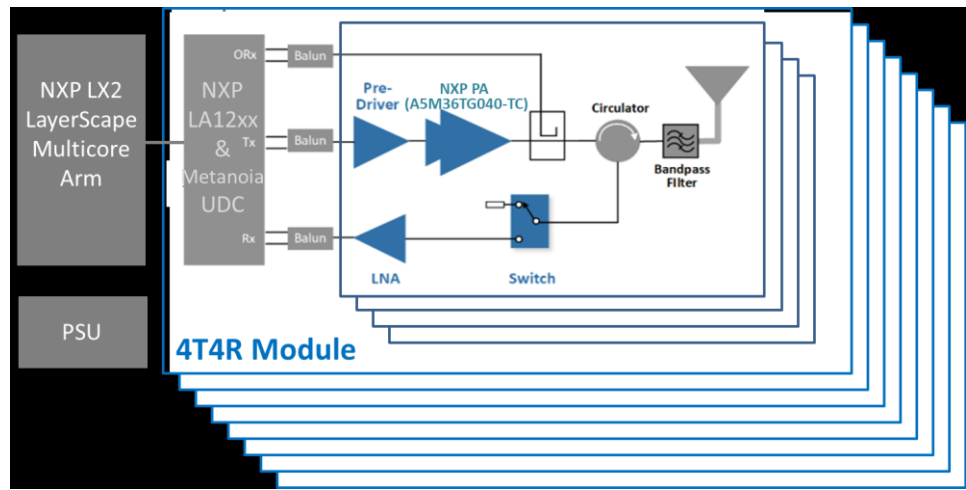 NXP LX2
LayerScape
Multicore
Arm
PSU
NXP
LA12xx
&
Metanoia
UDC
ORx
Tx
Rx
Balun
Balun
Balun
Pre-
Driver
NXP PA
(A5M36TG040-TC)
Circulator
Bandpass
Filter
LNA
Switch
4T4R Module